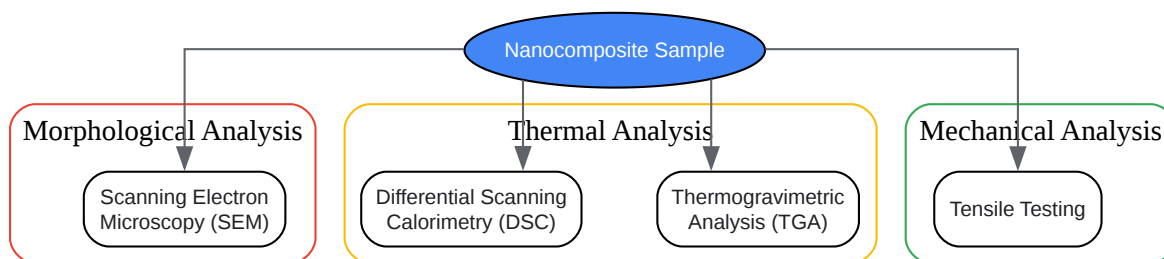 Nanocomposite Sample
Morphological Analysis
Thermal Analysis
Mechanical Analysis
Scanning Electron
Microscopy (SEM)
Differential Scanning
Calorimetry (DSC)
Thermogravimetric
Analysis (TGA)
Tensile Testing